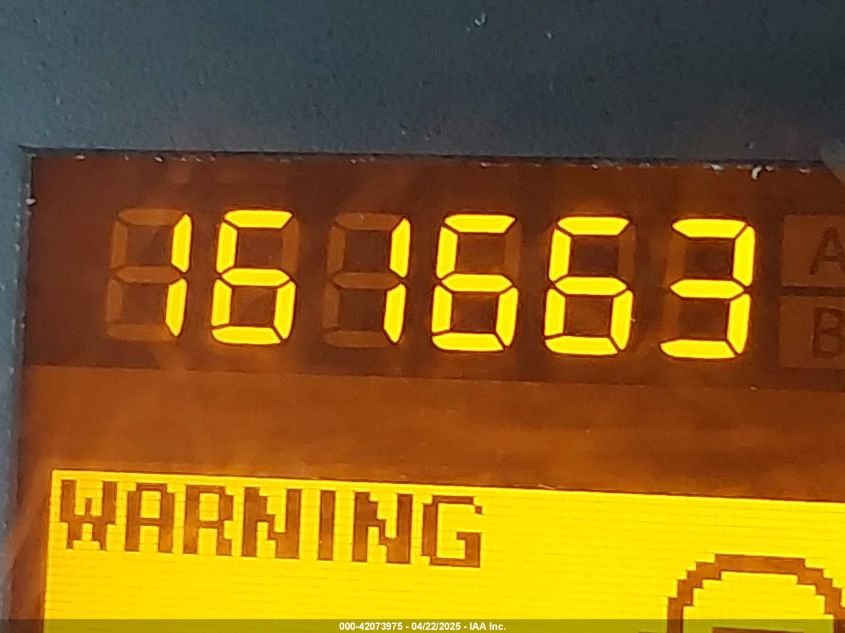 161663
A
B
WARNING
000-42073975 - 04/22/2025 - IAA Inc.